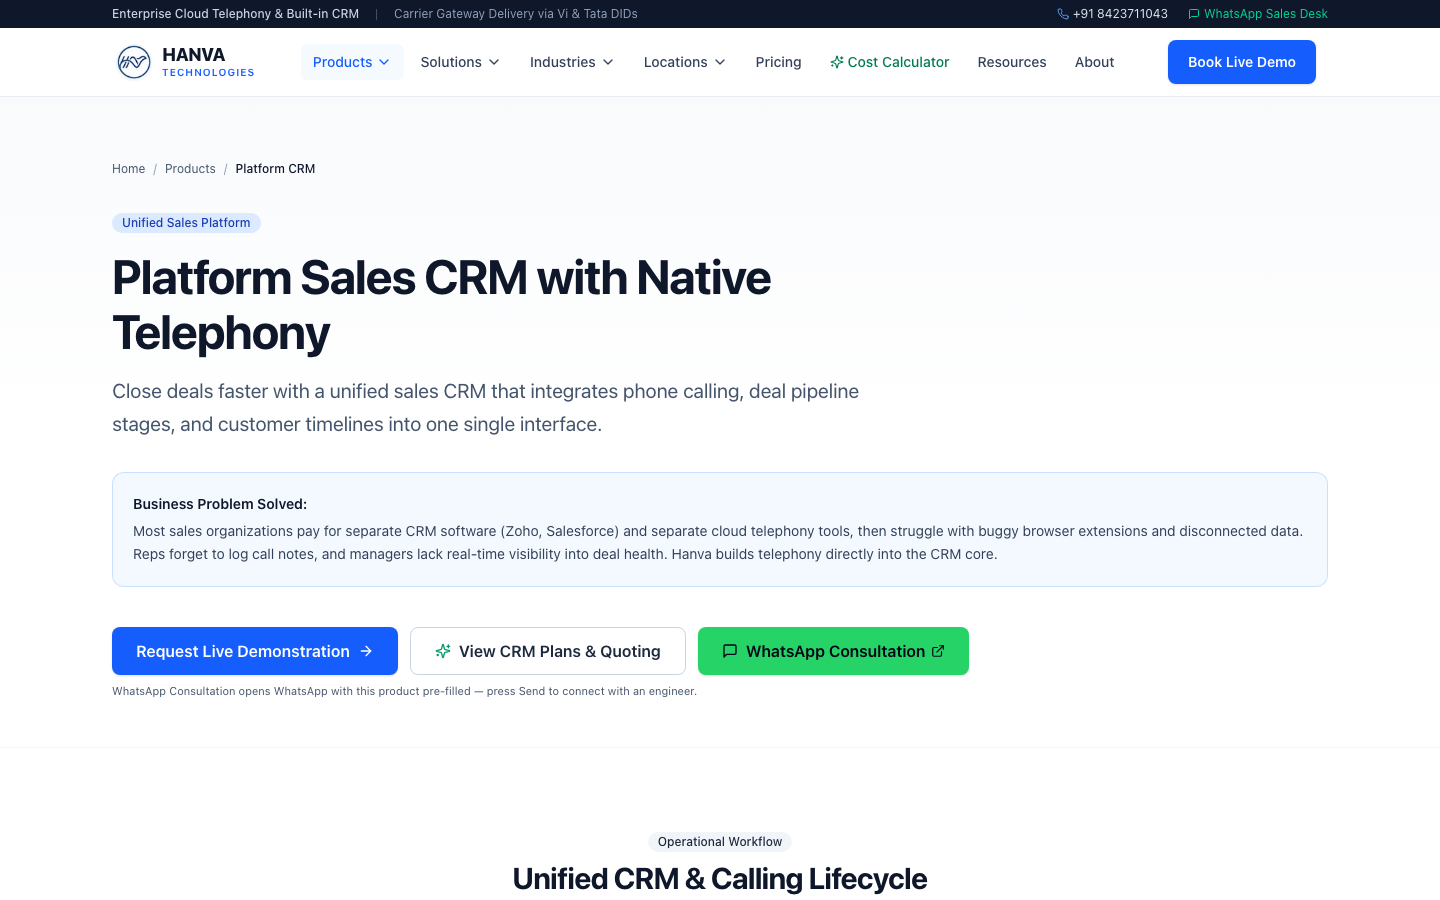 Enterprise Cloud Telephony & Built-in CRM | Carrier Gateway Delivery via Vi & Tata DIDs
+91 8423711043 WhatsApp Sales Desk
HANVA
TECHNOLOGIES
Products Solutions Industries Locations Pricing Cost Calculator Resources About Book Live Demo
Home / Products / Platform CRM
Unified Sales Platform
Platform Sales CRM with Native
Telephony
Close deals faster with a unified sales CRM that integrates phone calling, deal pipeline
stages, and customer timelines into one single interface.
Business Problem Solved:
Most sales organizations pay for separate CRM software (Zoho, Salesforce) and separate cloud telephony tools, then struggle with buggy browser extensions and disconnected data.
Reps forget to log call notes, and managers lack real-time visibility into deal health. Hanva builds telephony directly into the CRM core.
Request Live Demonstration View CRM Plans & Quoting WhatsApp Consultation
WhatsApp Consultation opens WhatsApp with this product pre-filled — press Send to connect with an engineer.
Operational Workflow
Unified CRM & Calling Lifecycle